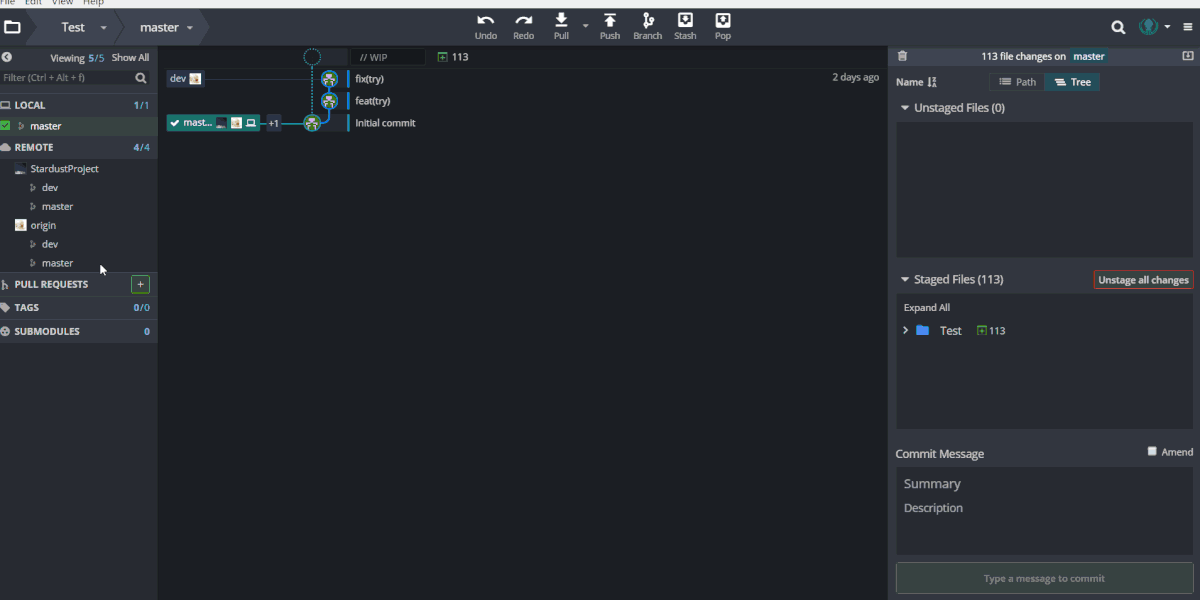 File Edit View Help
Test master
Undo Redo Pull Push Branch Stash Pop
Viewing 5/5 Show All
Filter (Ctrl + Alt + f)
LOCAL 1/1
master
REMOTE 4/4
StardustProject
dev
master
origin
dev
master
PULL REQUESTS +
TAGS 0/0
SUBMODULES 0
// WIP 113
dev fix(try) 2 days ago
feat(try)
mast... +1 Initial commit
113 file changes on master
Name Path Tree
Unstaged Files (0)
Staged Files (113) Unstage all changes
Expand All
Test 113
Commit Message Amend
Summary
Description
Type a message to commit